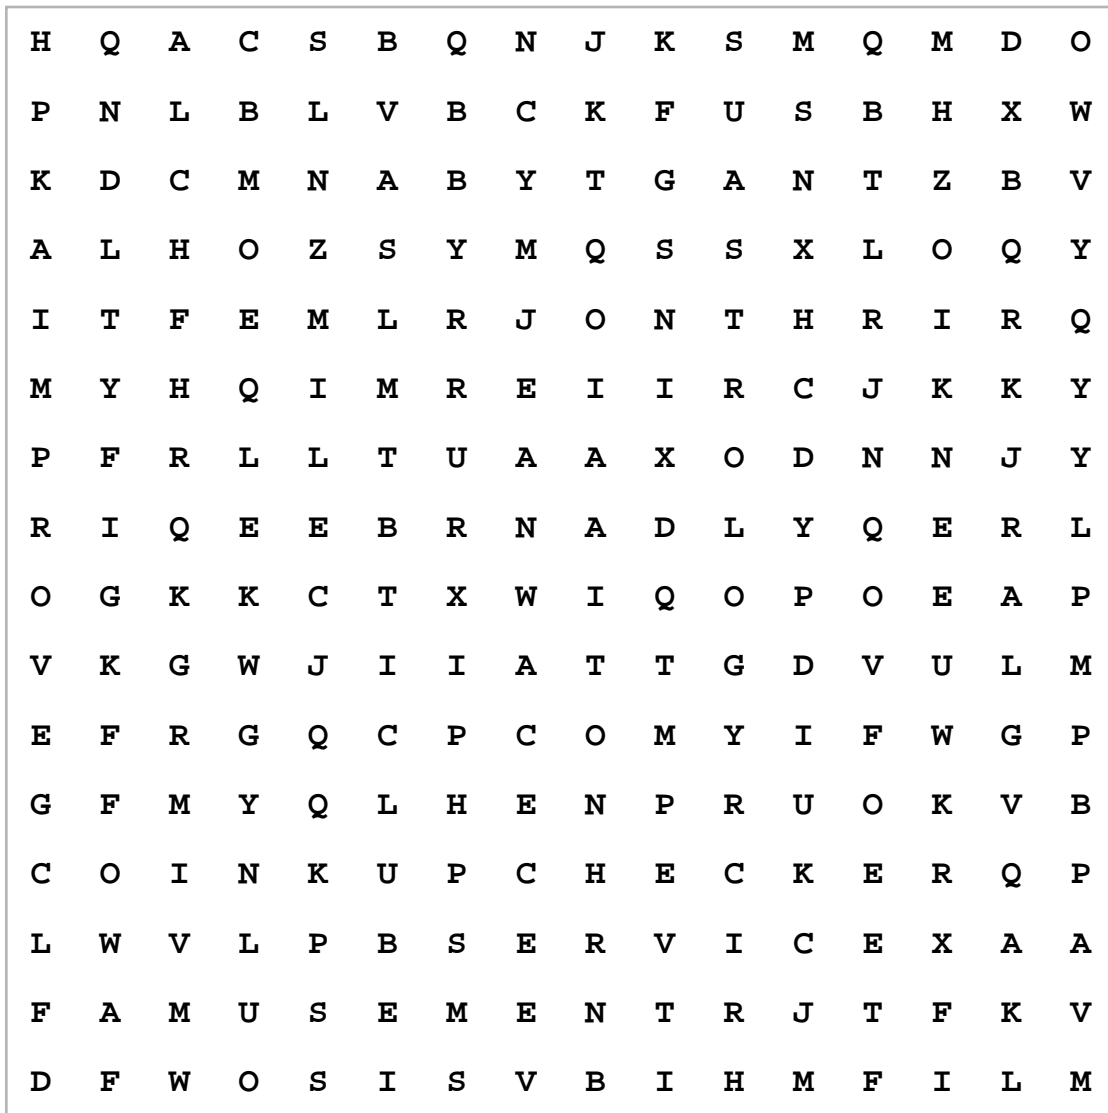 H Q A C S B Q N J K S M Q M D O
P N L B L V B C K F U S B H X W
K D C M N A B Y T G A N T Z B V
A L H O Z S Y M Q S S X L O Q Y
I T F E M L R J O N T H R I R Q
M Y H Q I M R E I I R C J K K Y
P F R L L T U A A X O D N N J Y
R I Q E E B R N A D L Y Q E R L
O G K K C T X W I Q O P O E A P
V K G W J I I A T T G D V U L M
E F R G Q C P C O M Y I F W G P
G F M Y Q L H E N P R U O K V B
C O I N K U P C H E C K E R Q P
L W V L P B S E R V I C E X A A
F A M U S E M E N T R J T F K V
D F W O S I S V B I H M F I L M